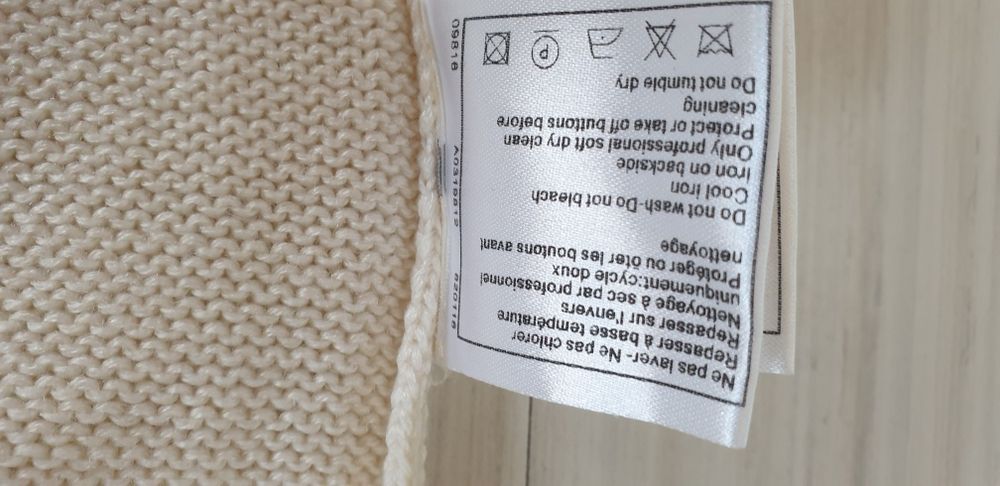 Ne pas laver- Ne pas chlorer
Repasser à basse température
Repasser sur l'envers
Nettoyage à sec par professionnel
uniquement:cycle doux
Protéger ou ôter les boutons avant
nettoyage
Do not wash-Do not bleach
Cool Iron
Iron on backside
Only professional soft dry clean
Protect or take off buttons before
cleaning
Do not tumble dry
P